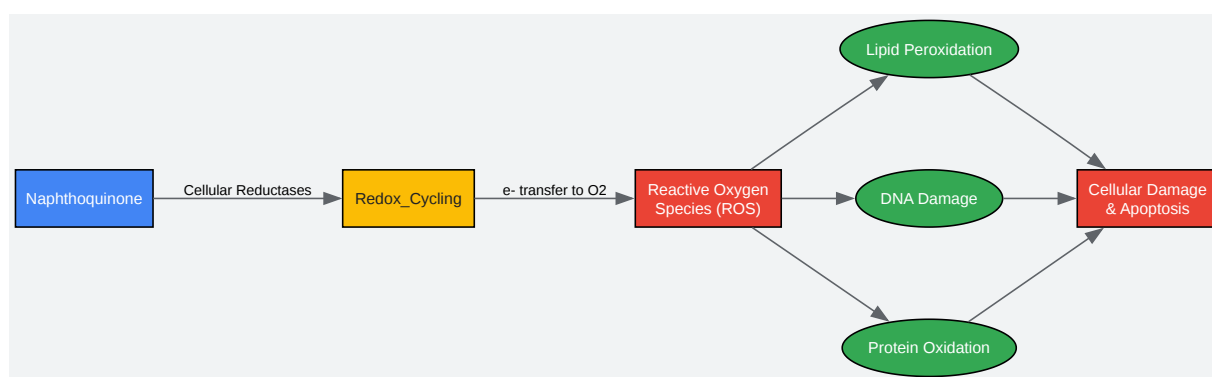 Lipid Peroxidation
Naphthoquinone
Cellular Reductases
Redox_Cycling
e- transfer to O2
Reactive Oxygen
Species (ROS)
DNA Damage
Cellular Damage
& Apoptosis
Protein Oxidation